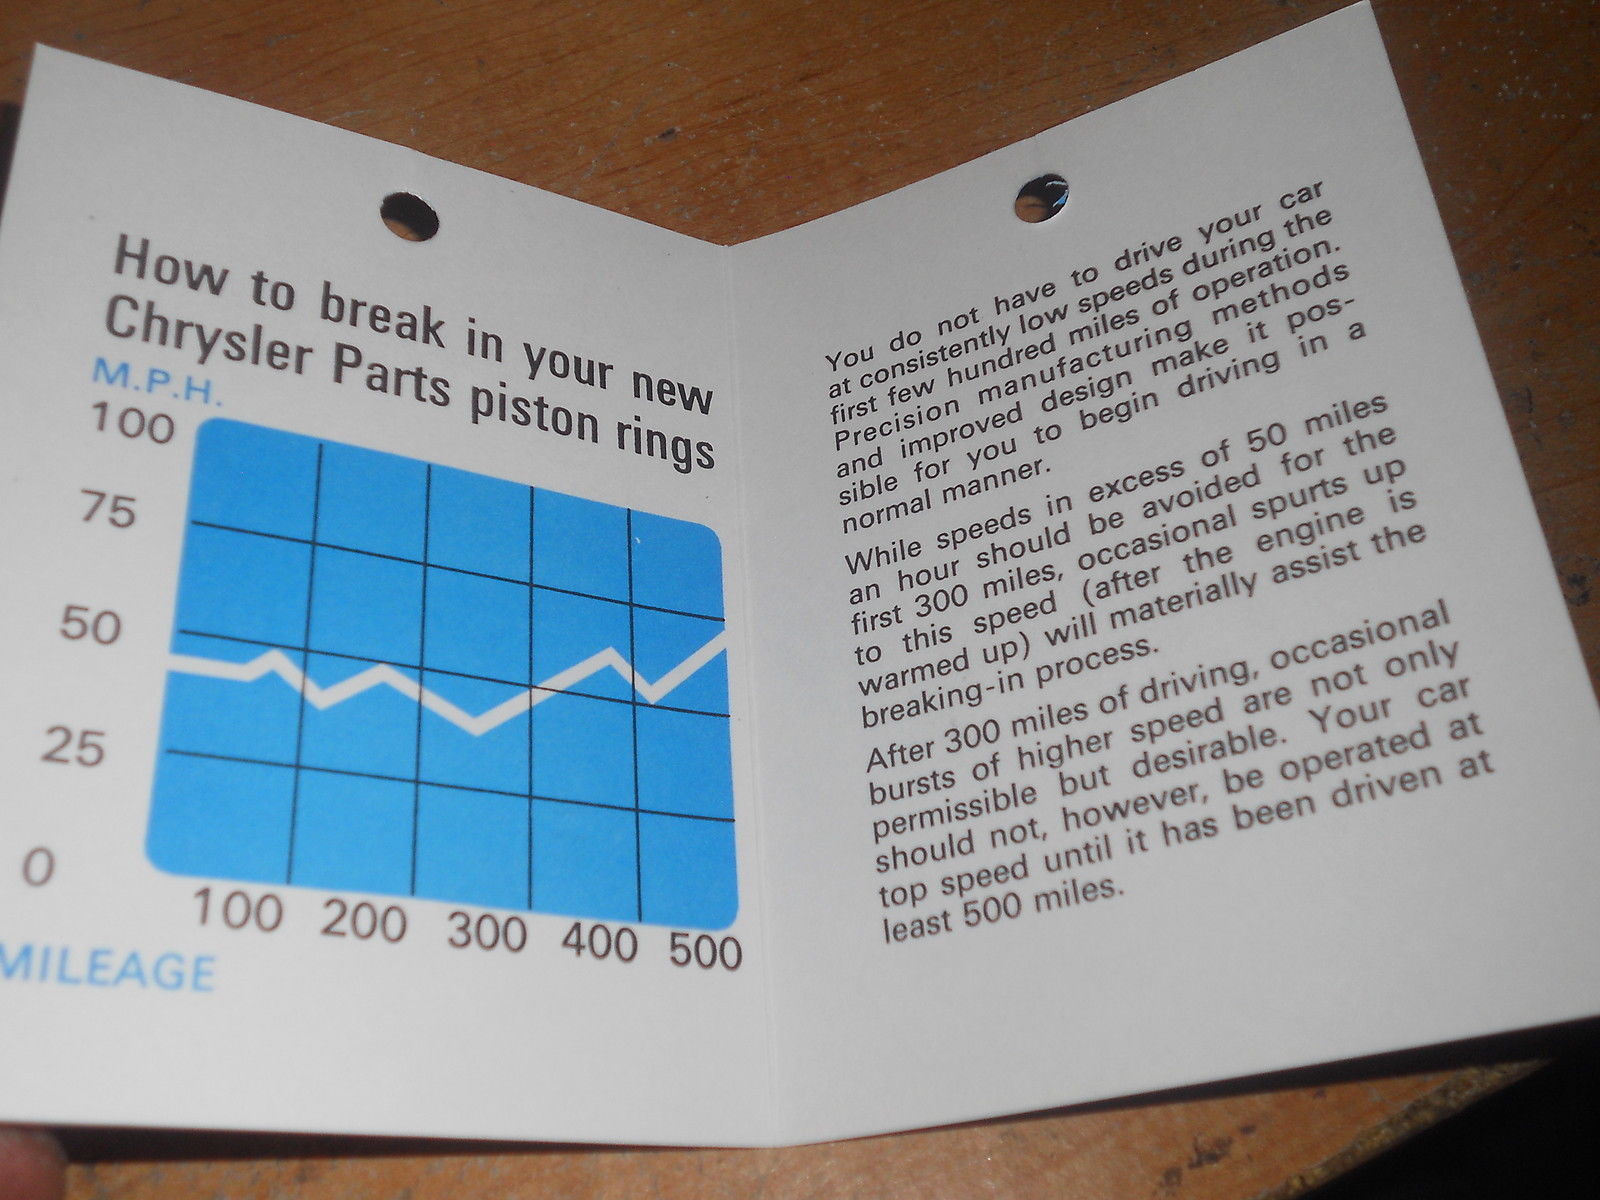 How to break in your new
Chrysler Parts piston rings
M.P.H.
100
75
50
25
0
100 200 300 400 500
MILEAGE
You do not have to drive your car
at consistently low speeds during the
first few hundred miles of operation.
Precision manufacturing methods
and improved design make it pos-
sible for you to begin driving in a
normal manner.
While speeds in excess of 50 miles
an hour should be avoided for the
first 300 miles, occasional spurts up
to this speed (after the engine is
warmed up) will materially assist the
breaking-in process.
After 300 miles of driving, occasional
bursts of higher speed are not only
permissible but desirable. Your car
should not, however, be operated at
top speed until it has been driven at
least 500 miles.